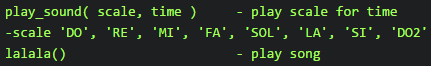 play_sound( scale, time )     - play scale for time
-scale 'DO', 'RE', 'MI', 'FA', 'SOL', 'LA', 'SI', 'DO2'
lalala()                      - play song